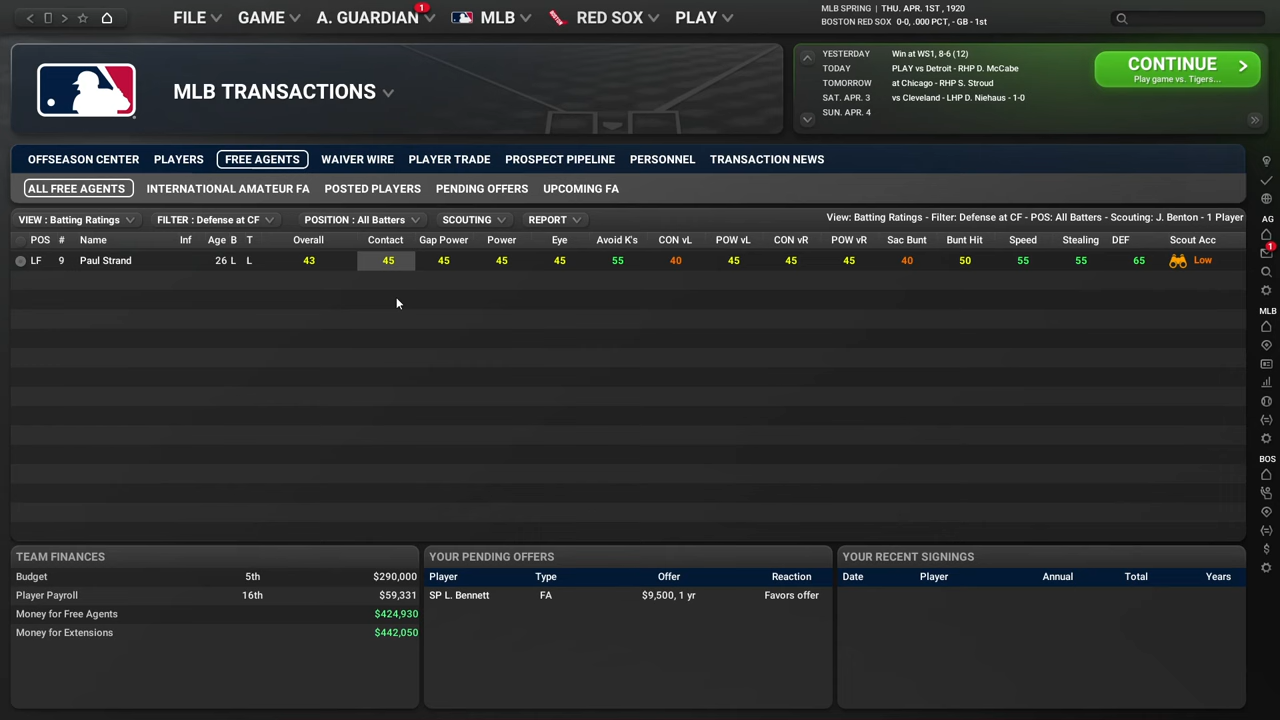 FILE GAME A. GUARDIAN 1 MLB RED SOX PLAY
MLB SPRING | THU. APR. 1ST , 1920
BOSTON RED SOX 0-0, .000 PCT, - GB - 1st
MLB TRANSACTIONS
YESTERDAY Win at WS1, 8-6 (12)
TODAY PLAY vs Detroit - RHP D. McCabe
TOMORROW at Chicago - RHP S. Stroud
SAT. APR. 3 vs Cleveland - LHP D. Niehaus - 1-0
SUN. APR. 4
CONTINUE
Play game vs. Tigers...
OFFSEASON CENTER PLAYERS FREE AGENTS WAIVER WIRE PLAYER TRADE PROSPECT PIPELINE PERSONNEL TRANSACTION NEWS
ALL FREE AGENTS INTERNATIONAL AMATEUR FA POSTED PLAYERS PENDING OFFERS UPCOMING FA
VIEW : Batting Ratings FILTER : Defense at CF POSITION : All Batters SCOUTING REPORT View: Batting Ratings - Filter: Defense at CF - POS: All Batters - Scouting: J. Benton - 1 Player
POS # Name Inf Age B T Overall Contact Gap Power Power Eye Avoid K's CON vL POW vL CON vR POW vR Sac Bunt Bunt Hit Speed Stealing DEF Scout Acc
LF 9 Paul Strand 26 L L 43 45 45 45 45 55 40 45 45 45 40 50 55 55 65 Low
AG
1
MLB
BOS
TEAM FINANCES
Budget 5th $290,000
Player Payroll 16th $59,331
Money for Free Agents $424,930
Money for Extensions $442,050
YOUR PENDING OFFERS
Player Type Offer Reaction
SP L. Bennett FA $9,500, 1 yr Favors offer
YOUR RECENT SIGNINGS
Date Player Annual Total Years